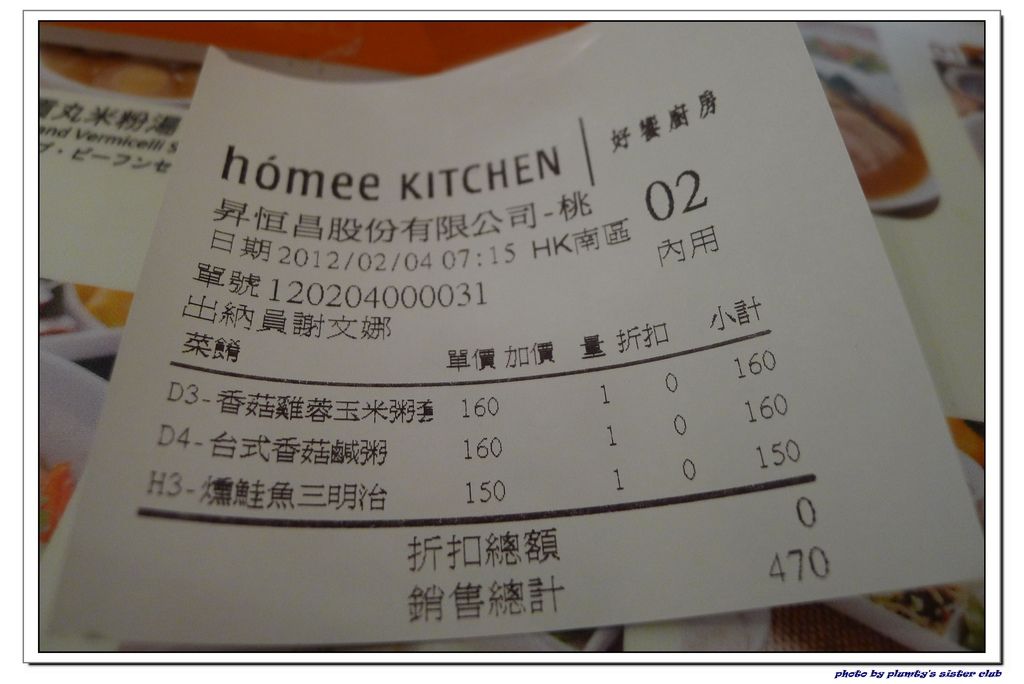 丸米粉湯
and Vermicelli S
プ・ビーフンセ
hómee KITCHEN 好饗廚房
昇恒昌股份有限公司-桃 02
日期 2012/02/04 07:15 HK南區 內用
單號 120204000031
出納員謝文娜
菜餚 單價 加價 量 折扣 小計
D3-香菇雞蓉玉米粥套 160 1 0 160
D4-台式香菇鹹粥 160 1 0 160
H3-燻鮭魚三明治 150 1 0 150
折扣總額 0
銷售總計 470
photo by plumty's sister club